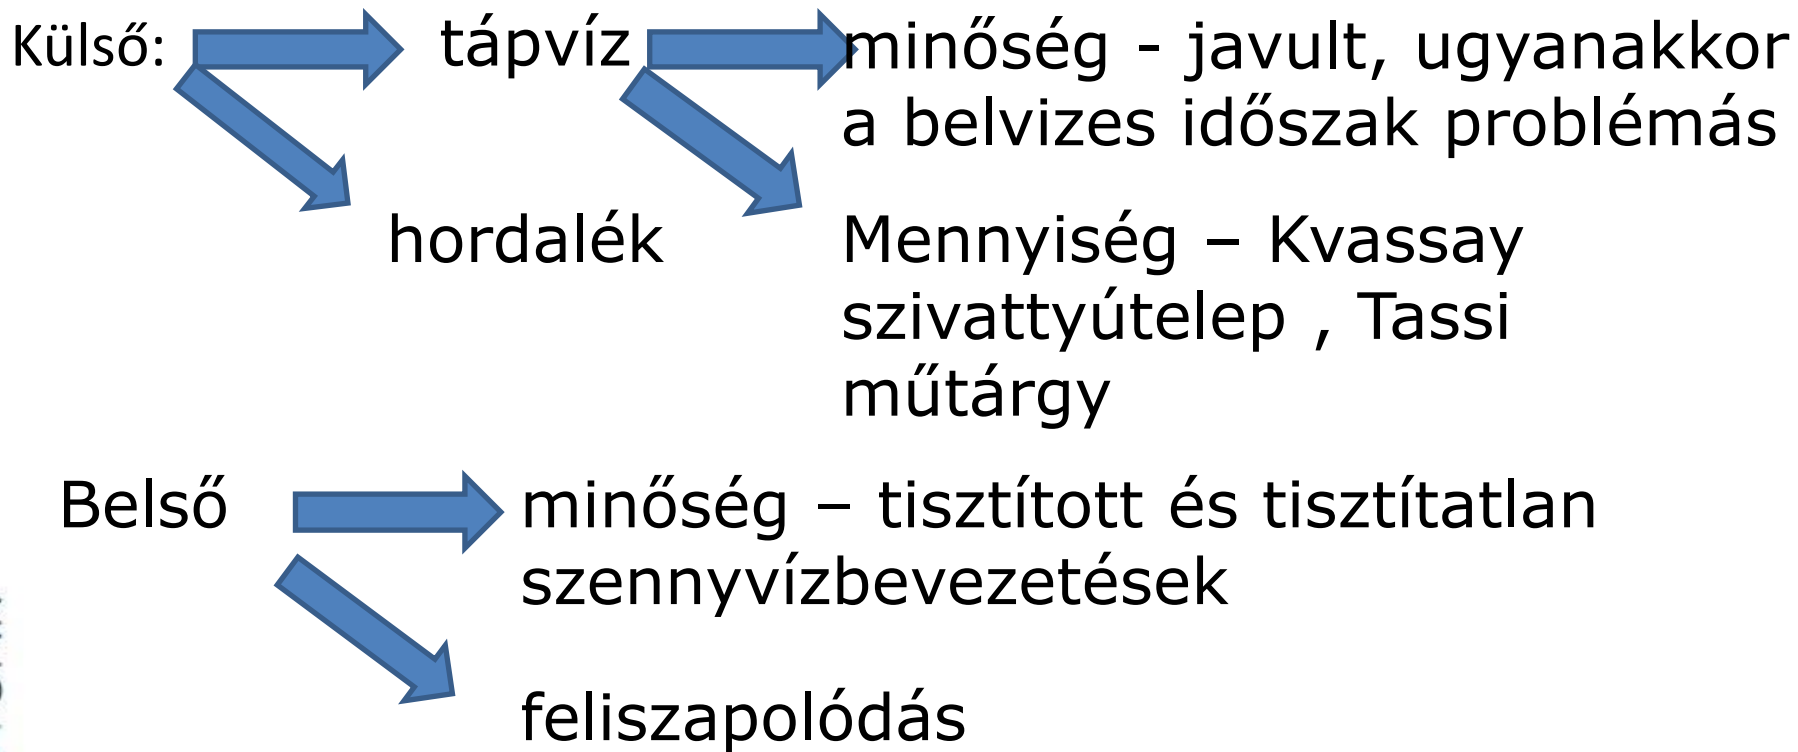 Külső: tápvíz minőség - javult, ugyanakkor
a belvizes időszak problémás
hordalék Mennyiség – Kvassay
szivattyútelep , Tassi
műtárgy
Belső minőség – tisztított és tisztítatlan
szennyvízbevezetések
feliszapolódás